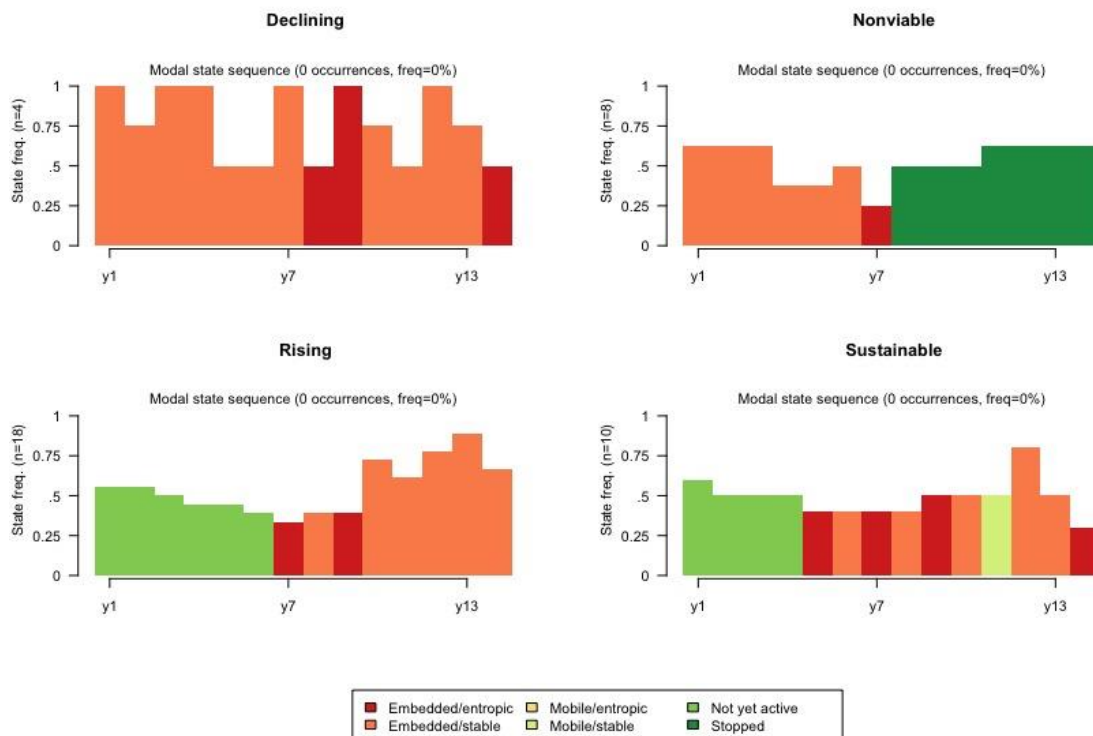 Declining
Modal state sequence (0 occurrences, freq=0%)
State freq. (n=4)
1
0.75
.5
0.25
0
y1 y7 y13
Nonviable
Modal state sequence (0 occurrences, freq=0%)
State freq. (n=8)
1
0.75
.5
0.25
0
y1 y7 y13
Rising
Modal state sequence (0 occurrences, freq=0%)
State freq. (n=18)
1
0.75
.5
0.25
0
y1 y7 y13
Sustainable
Modal state sequence (0 occurrences, freq=0%)
State freq. (n=10)
1
0.75
.5
0.25
0
y1 y7 y13
Embedded/entropic Mobile/entropic Not yet active
Embedded/stable Mobile/stable Stopped